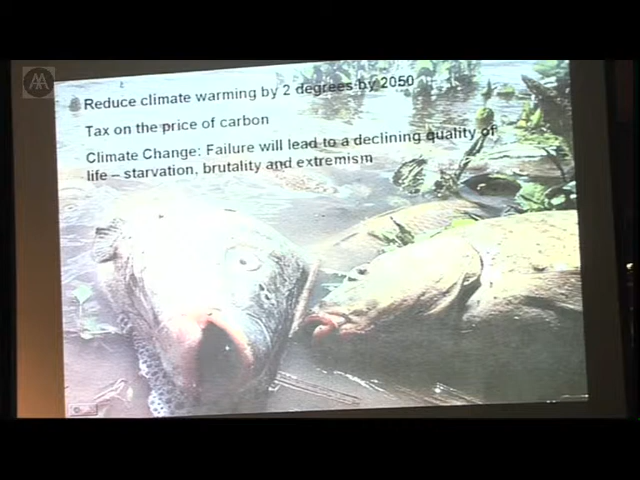 AA
Reduce climate warming by 2 degrees by 2050
Tax on the price of carbon
Climate Change: Failure will lead to a declining quality of
life – starvation, brutality and extremism